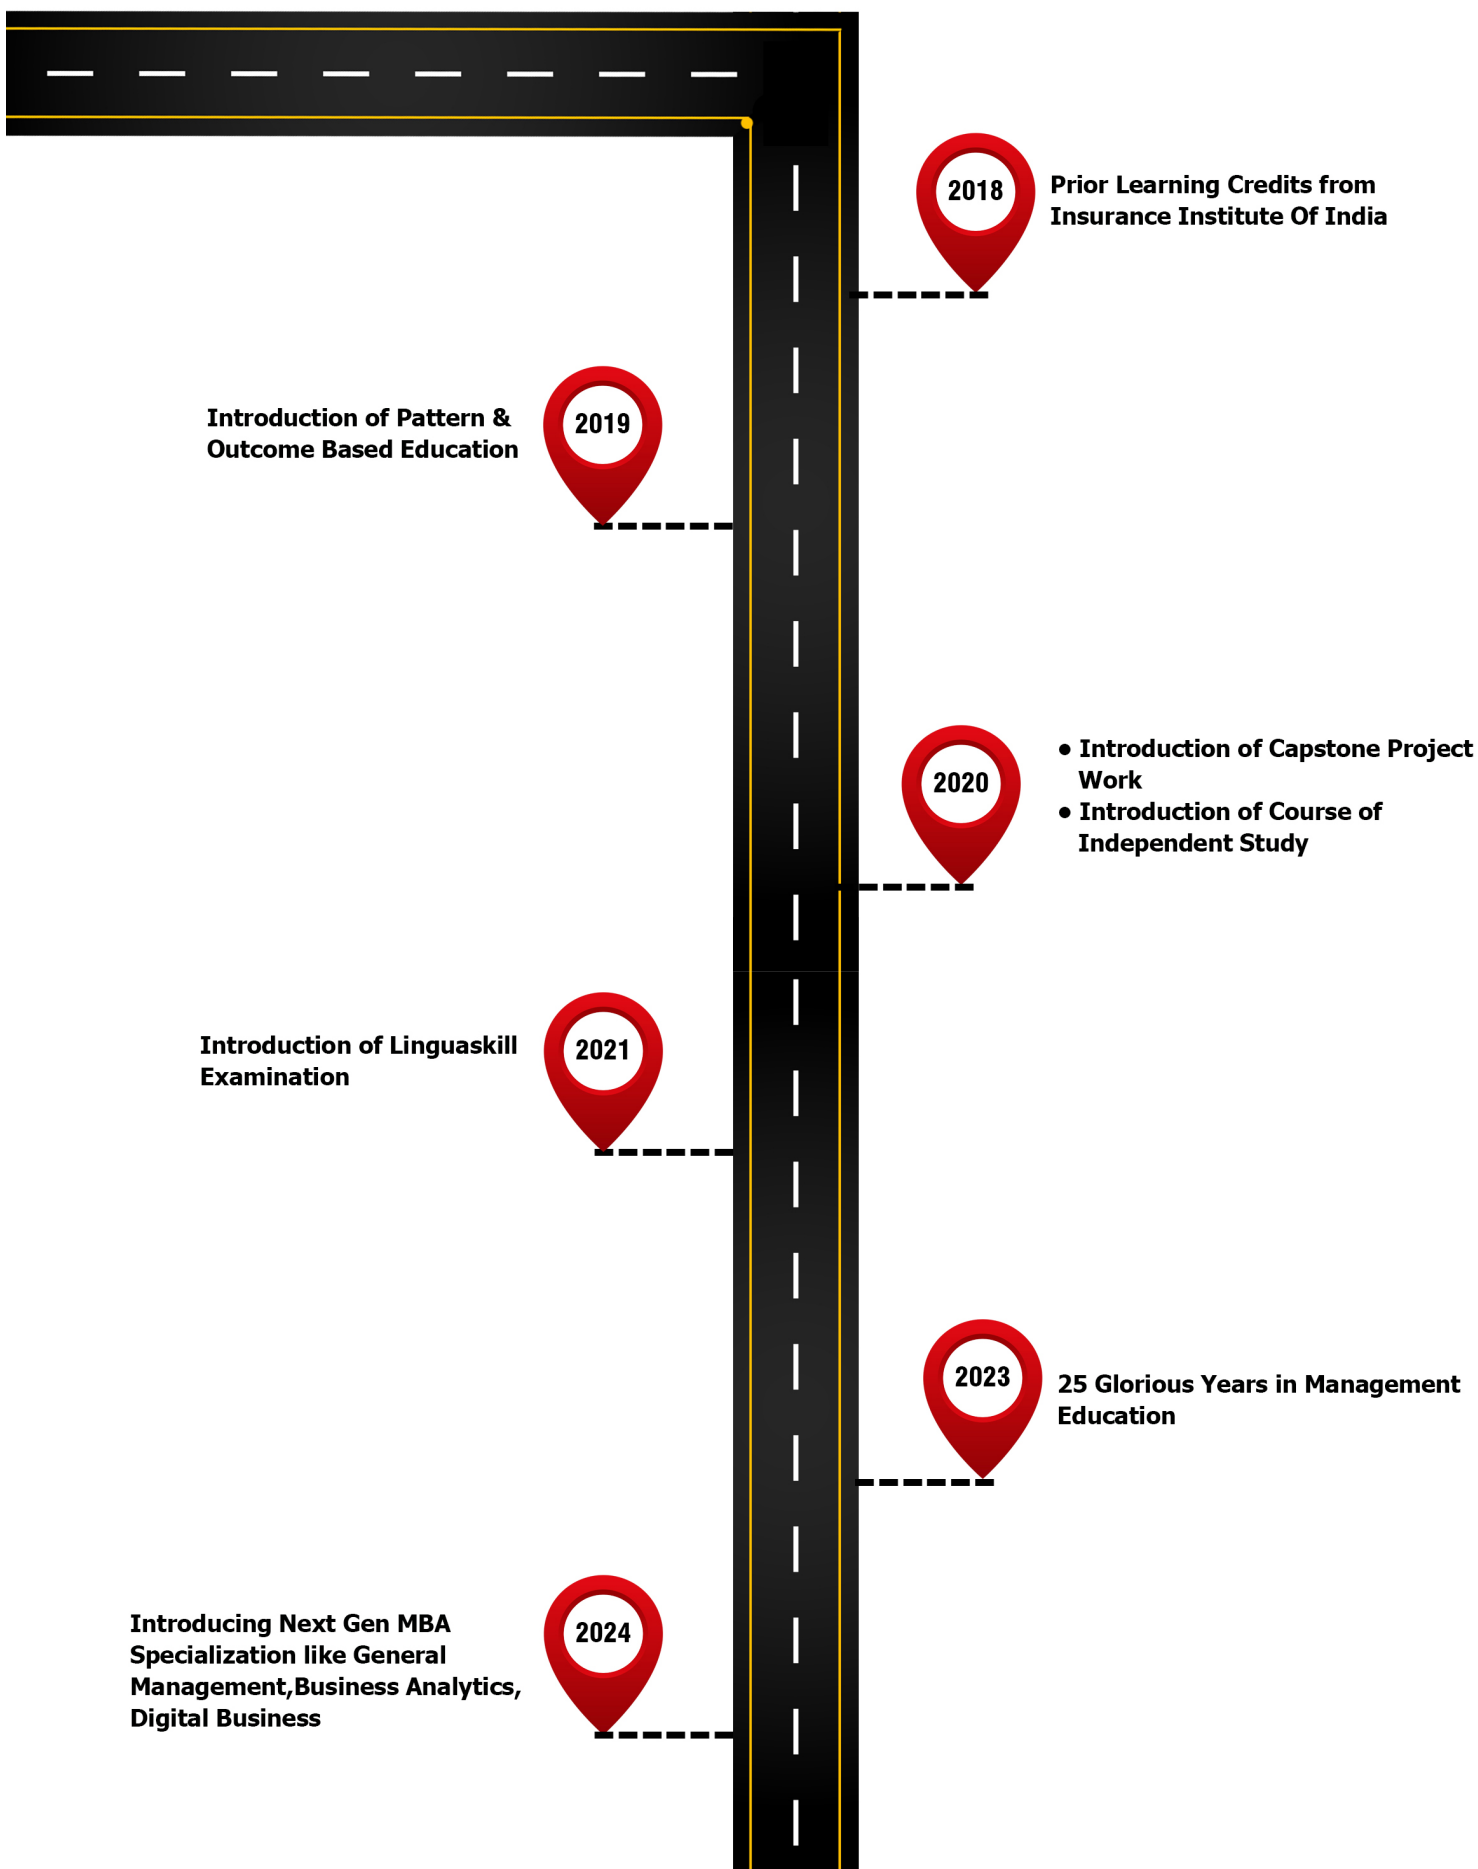 2018
Prior Learning Credits from
Insurance Institute Of India
Introduction of Pattern &
Outcome Based Education
2019
2020
● Introduction of Capstone Project
Work
● Introduction of Course of
Independent Study
Introduction of Linguaskill
Examination
2021
2023
25 Glorious Years in Management
Education
Introducing Next Gen MBA
Specialization like General
Management,Business Analytics,
Digital Business
2024